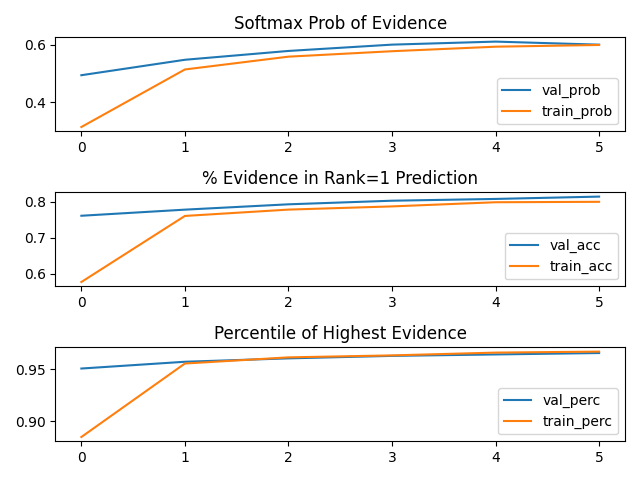 Softmax Prob of Evidence
0.6
0.4
val_prob
train_prob
0 1 2 3 4 5
% Evidence in Rank=1 Prediction
0.8
0.7
0.6
val_acc
train_acc
0 1 2 3 4 5
Percentile of Highest Evidence
0.95
0.90
val_perc
train_perc
0 1 2 3 4 5